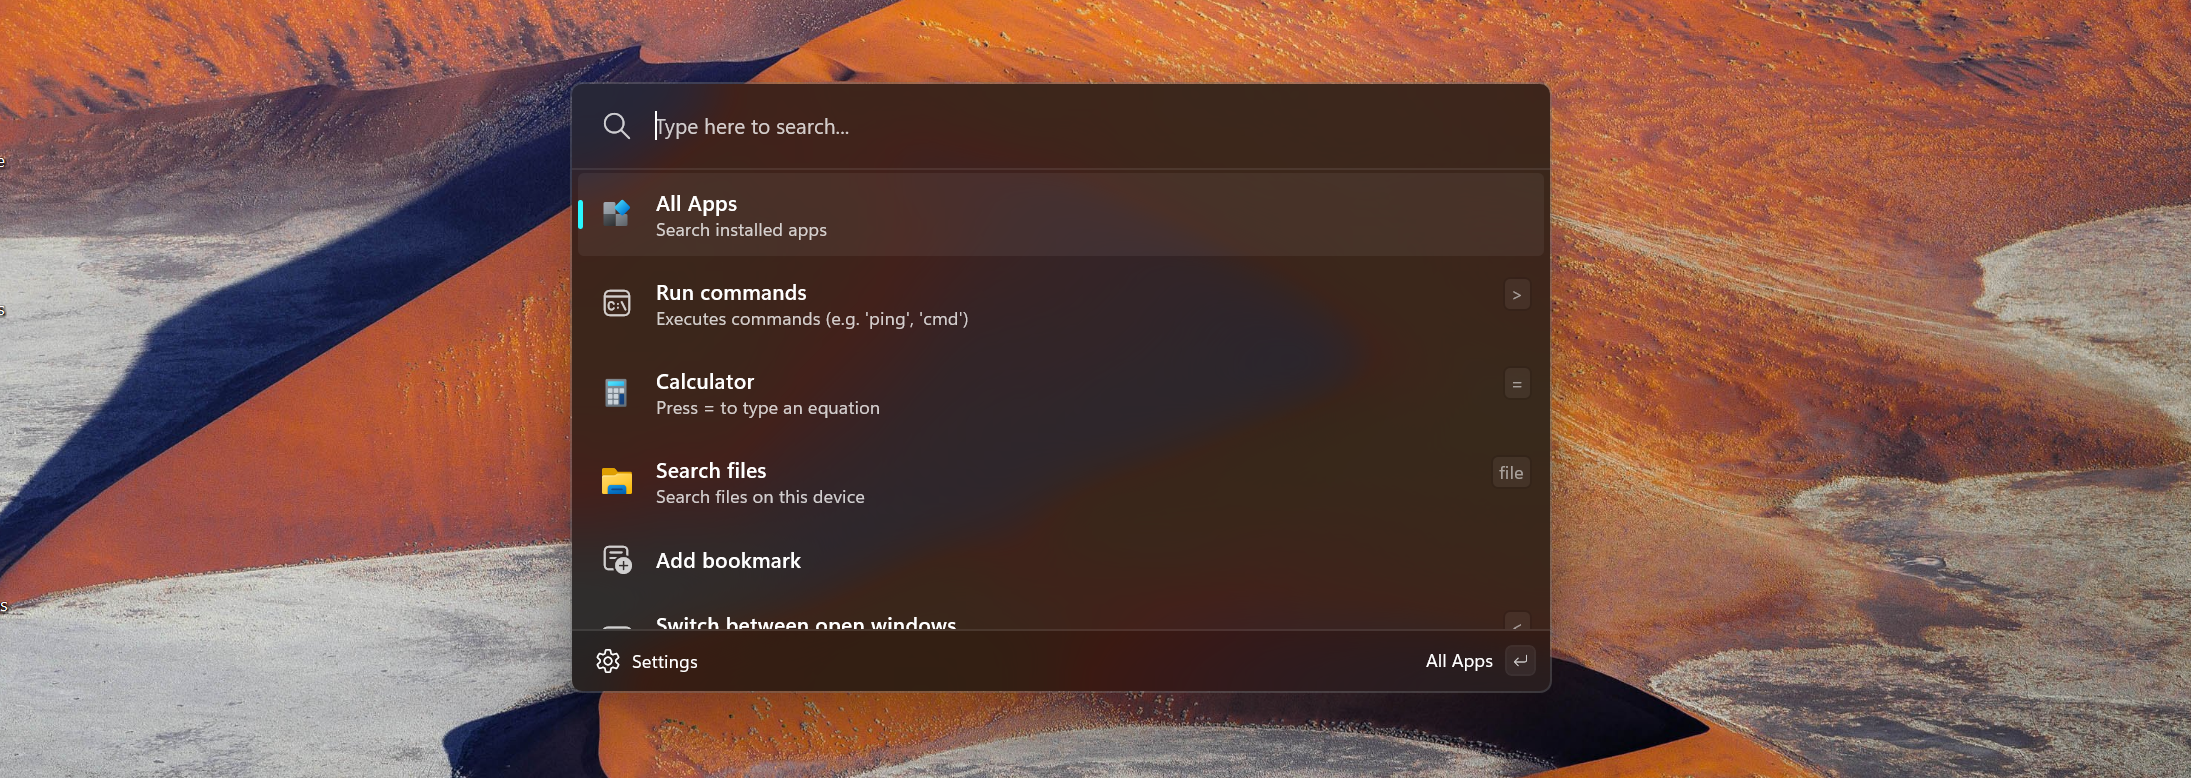 Type here to search...
All Apps
Search installed apps
Run commands
>
Executes commands (e.g. 'ping', 'cmd')
C:\
Calculator
=
Press = to type an equation
Search files
file
Search files on this device
Add bookmark
Switch between open windows
<
Settings
All Apps
e
s
s